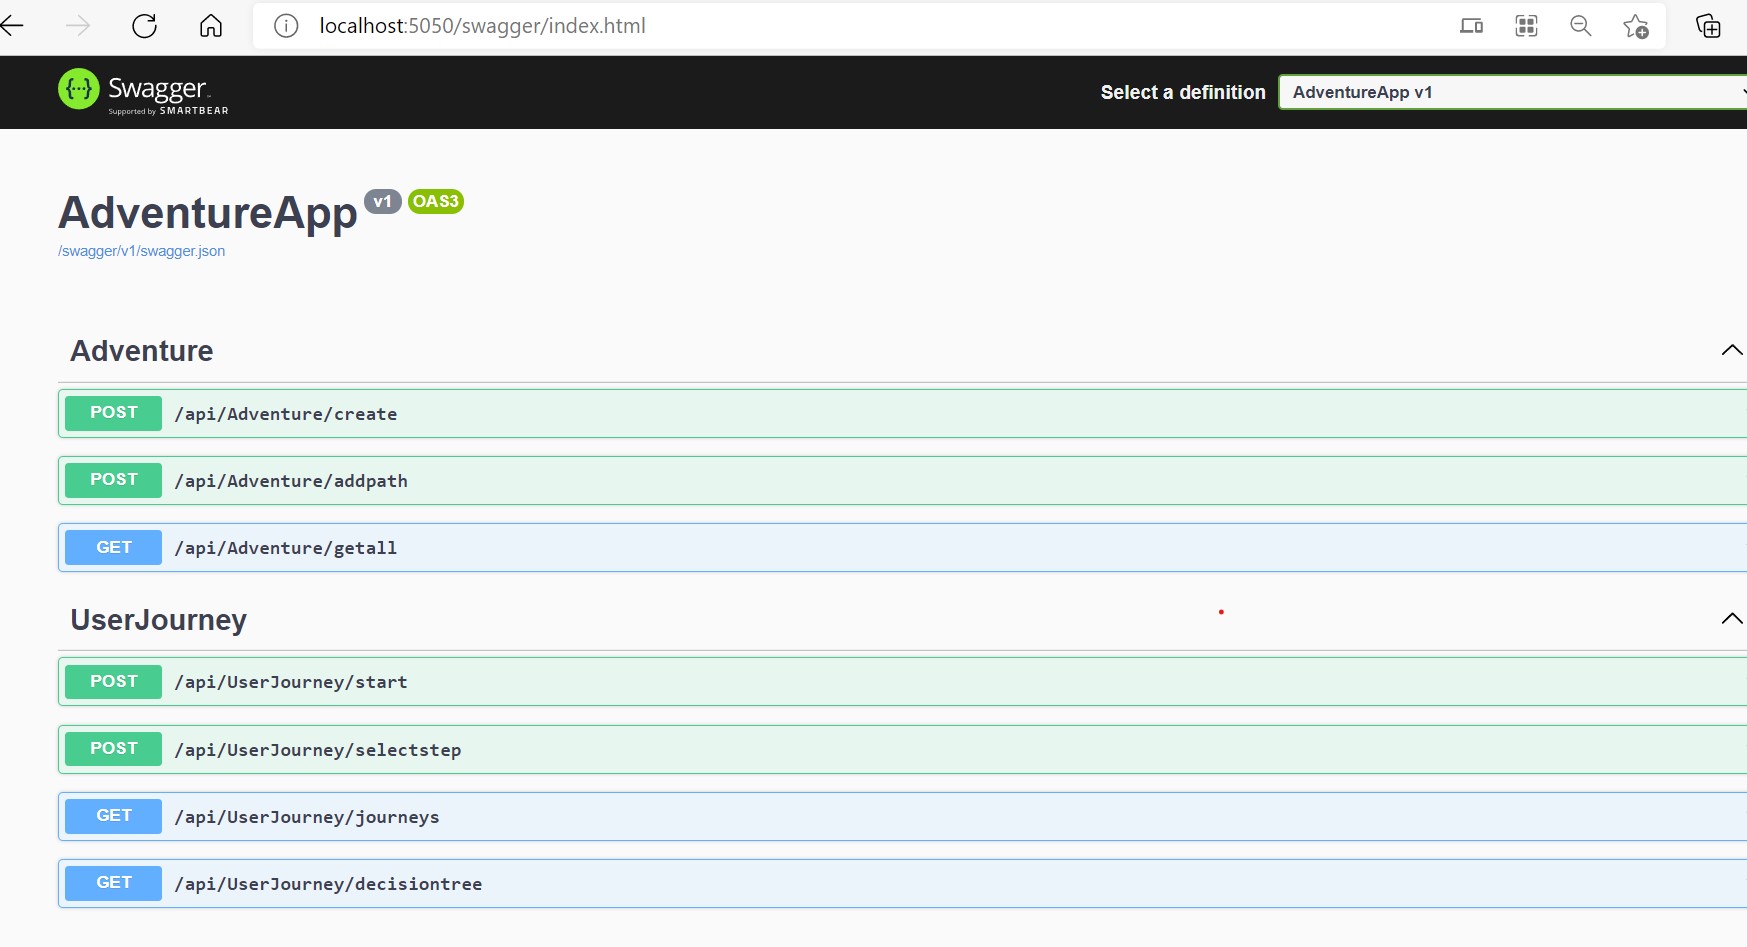 localhost:5050/swagger/index.html
Swagger
Supported by SMARTBEAR
Select a definition
AdventureApp v1
AdventureApp v1 OAS3
/swagger/v1/swagger.json
Adventure
POST /api/Adventure/create
POST /api/Adventure/addpath
GET /api/Adventure/getall
UserJourney
POST /api/UserJourney/start
POST /api/UserJourney/selectstep
GET /api/UserJourney/journeys
GET /api/UserJourney/decisiontree